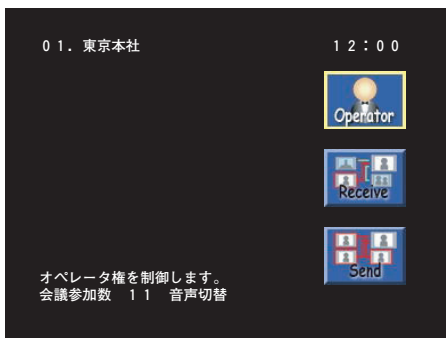 ０１．東京本社　１２：００
Operator
Receive
Send
オペレータ権を制御します。
会議参加数　１１　音声切替